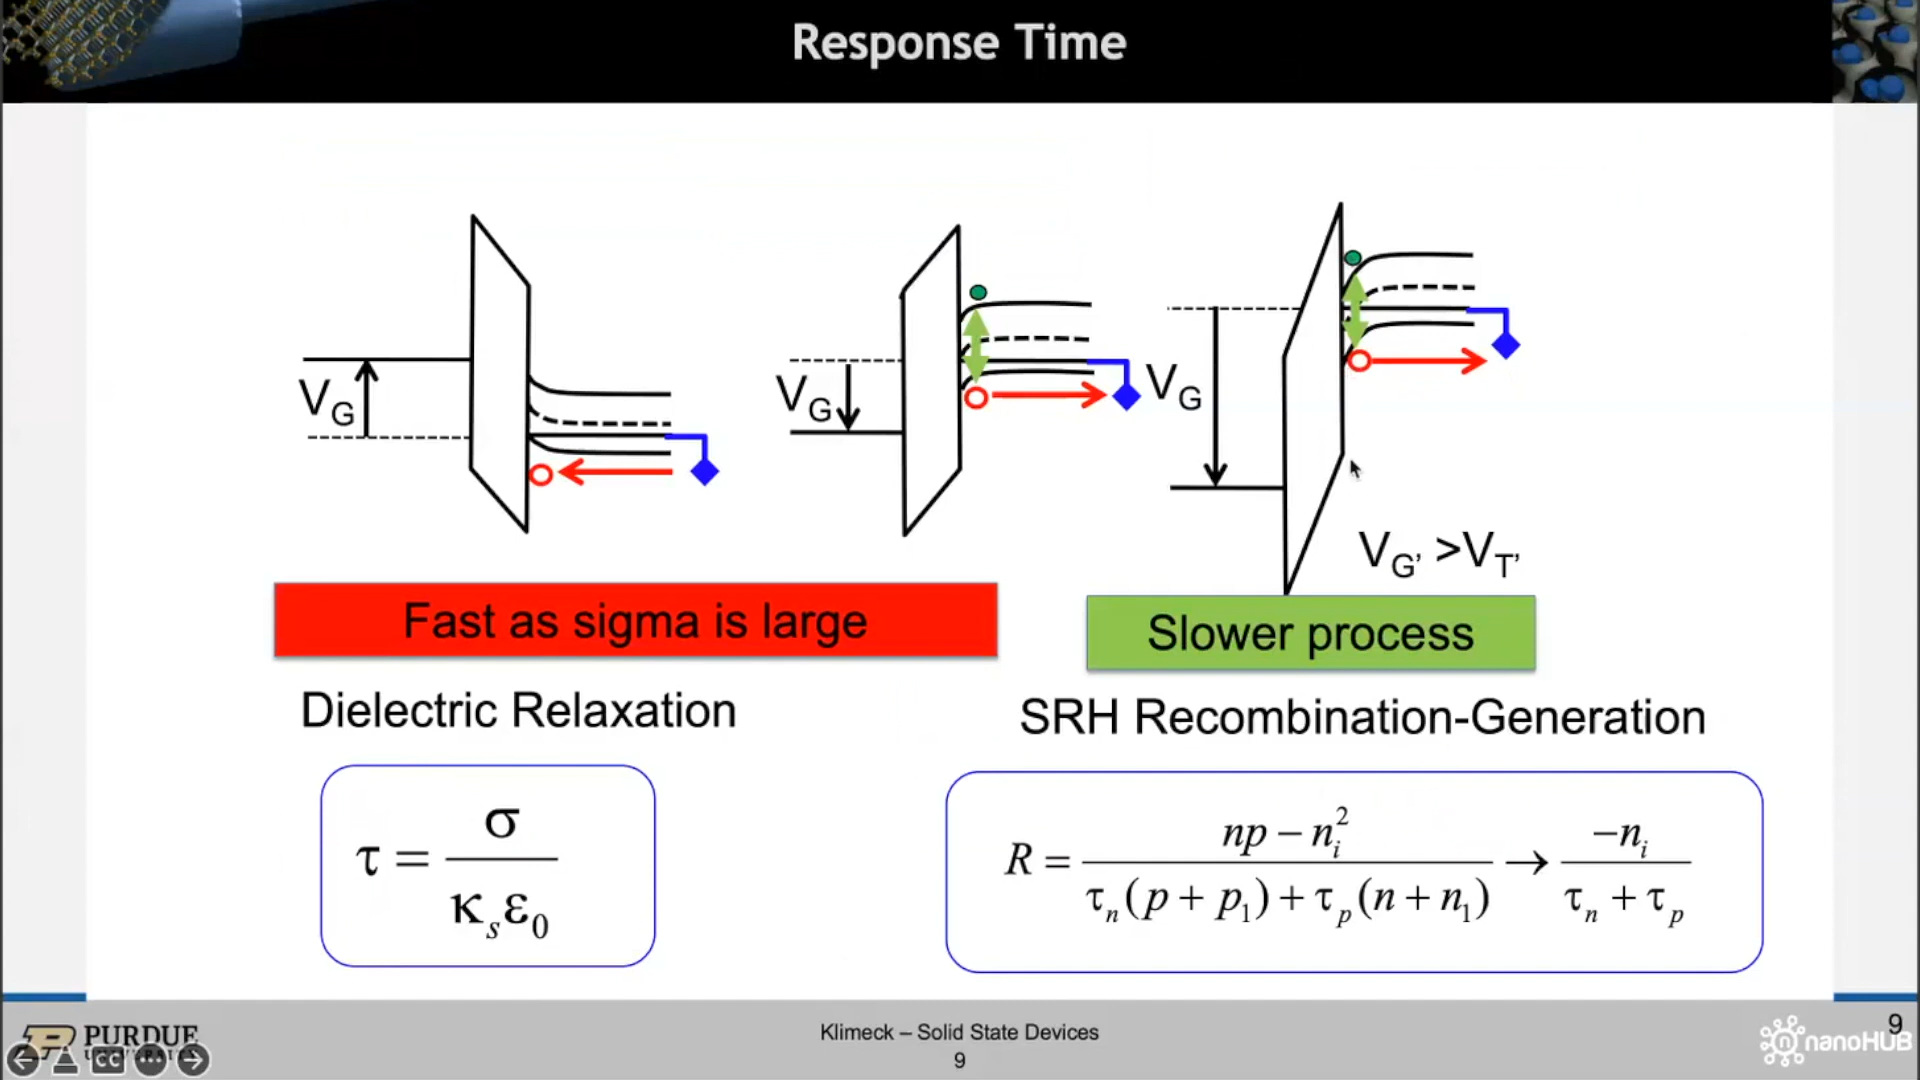 Response Time
V_G
V_G
V_G
V_G' >V_T'
Fast as sigma is large
Slower process
Dielectric Relaxation
SRH Recombination-Generation
τ = σ / κ_s ε_0
R = (np − n_i^2) / (τ_n (p + p_1) + τ_p (n + n_1)) → −n_i / (τ_n + τ_p)
PURDUE
UNIVERSITY
CC
Klimeck – Solid State Devices
9
9
nanoHUB